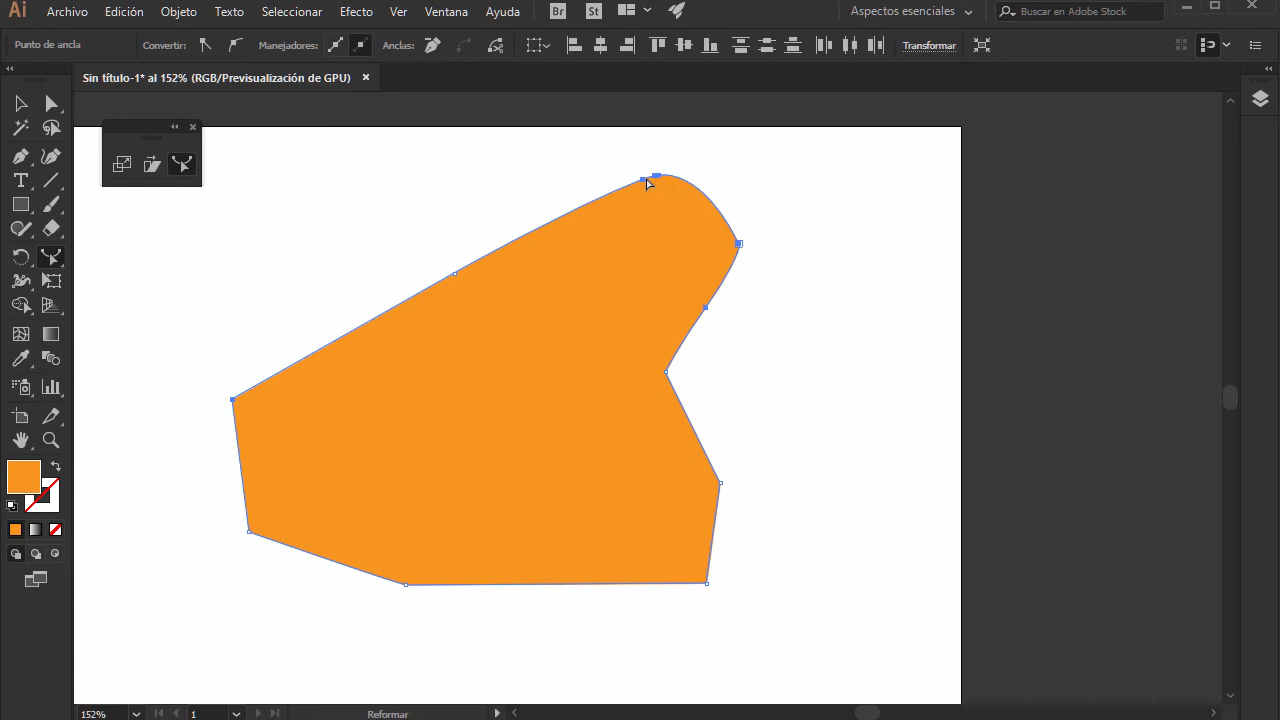 Ai Archivo Edición Objeto Texto Seleccionar Efecto Ver Ventana Ayuda Br St Aspectos esenciales Buscar en Adobe Stock
Punto de ancla Convertir: Manejadores: Anclas: Transformar
Sin título-1* al 152% (RGB/Previsualización de GPU) ×
152% 1 Reformar